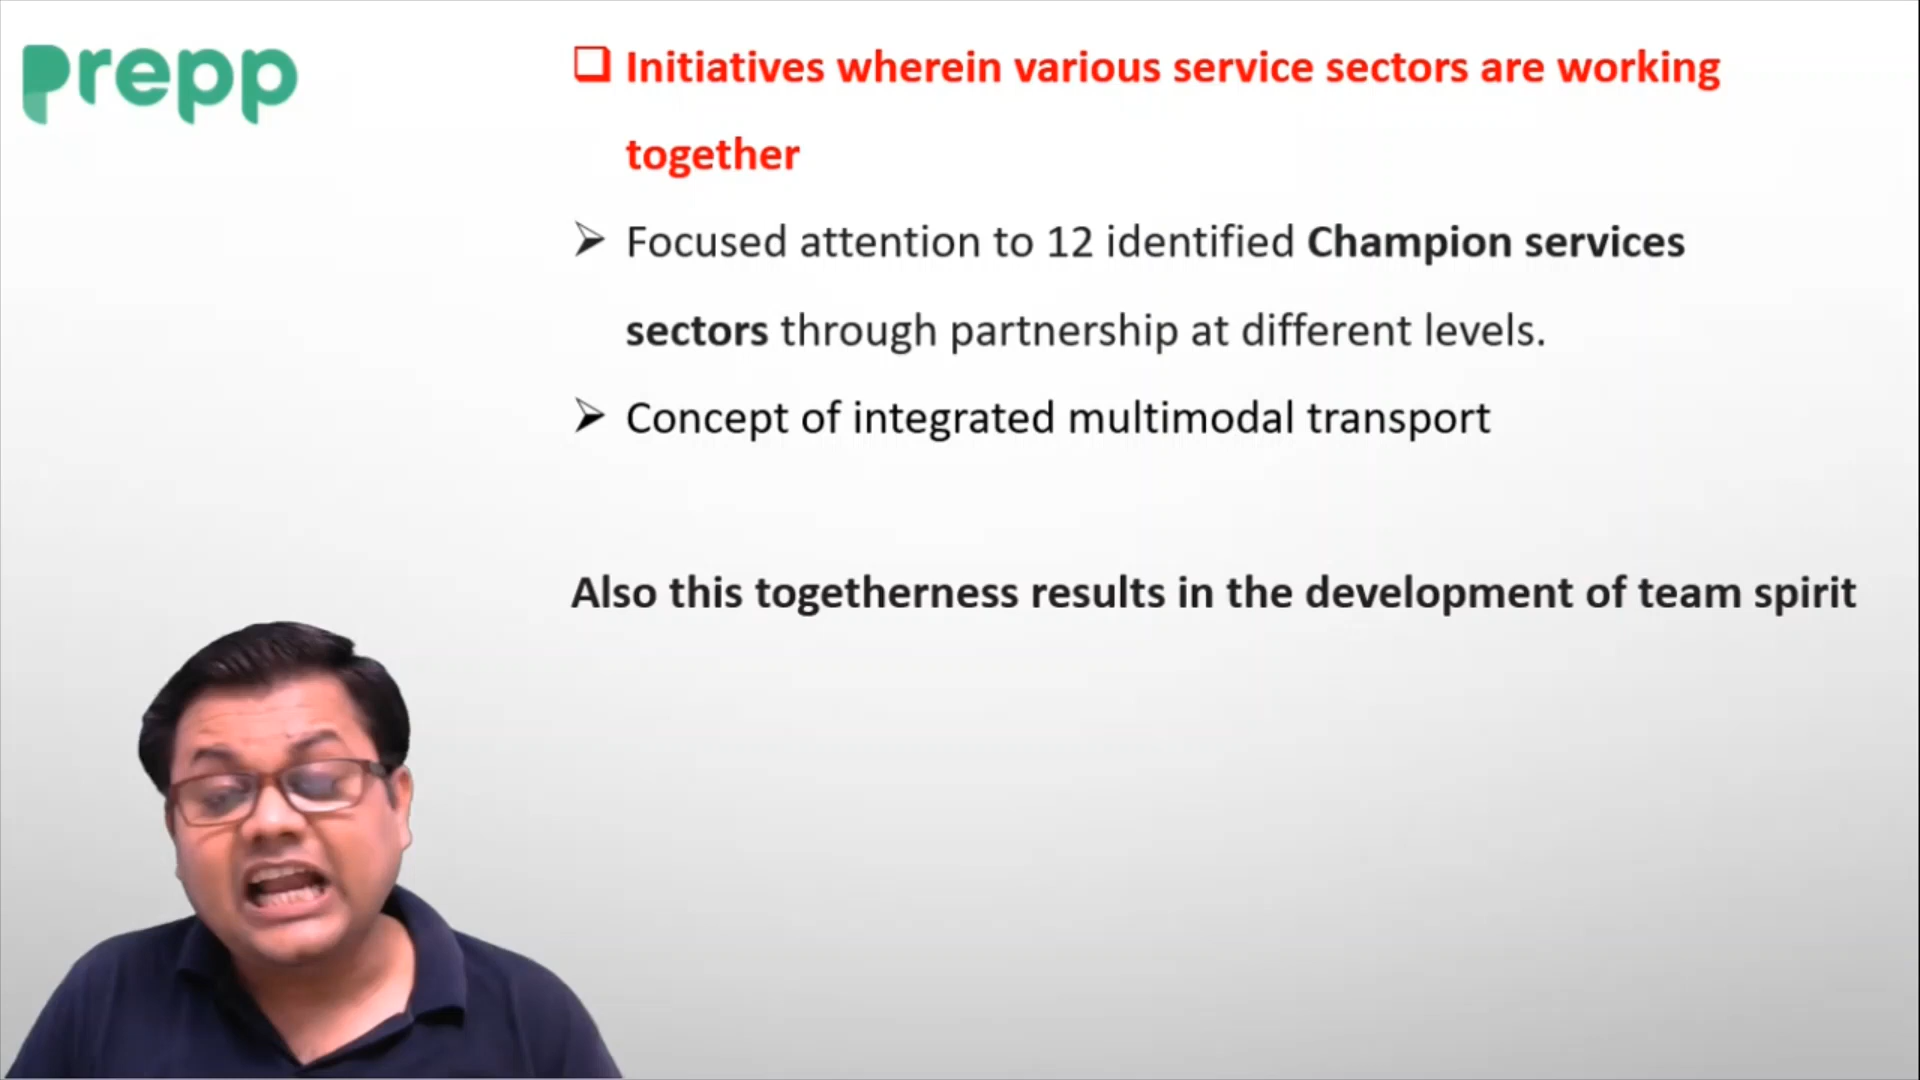 prepp
Initiatives wherein various service sectors are working
together
Focused attention to 12 identified Champion services
sectors through partnership at different levels.
Concept of integrated multimodal transport
Also this togetherness results in the development of team spirit